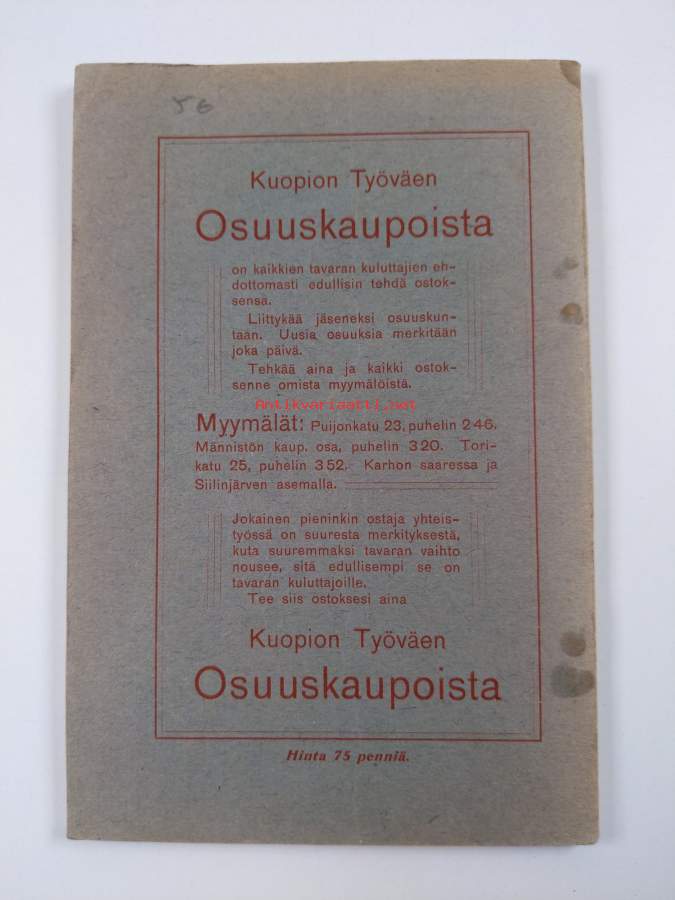 56
Kuopion Työväen
Osuuskaupoista
on kaikkien tavaran kuluttajien eh-
dottomasti edullisin tehdä ostok-
sensa.
Liittykää jäseneksi osuuskun-
taan. Uusia osuuksia merkitään
joka päivä.
Tehkää aina ja kaikki ostok-
senne omista myymälöistä.
Antikvariaatti.net
Myymälät: Puijonkatu 23, puhelin 246.
Männistön kaup. osa, puhelin 320. Tori-
katu 25, puhelin 352. Karhon saaressa ja
Siilinjärven asemalla.
Jokainen pieninkin ostaja yhteis-
työssä on suuresta merkityksestä,
kuta suuremmaksi tavaran vaihto
nousee, sitä edullisempi se on
tavaran kuluttajoille.
Tee siis ostoksesi aina
Kuopion Työväen
Osuuskaupoista
Hinta 75 penniä.